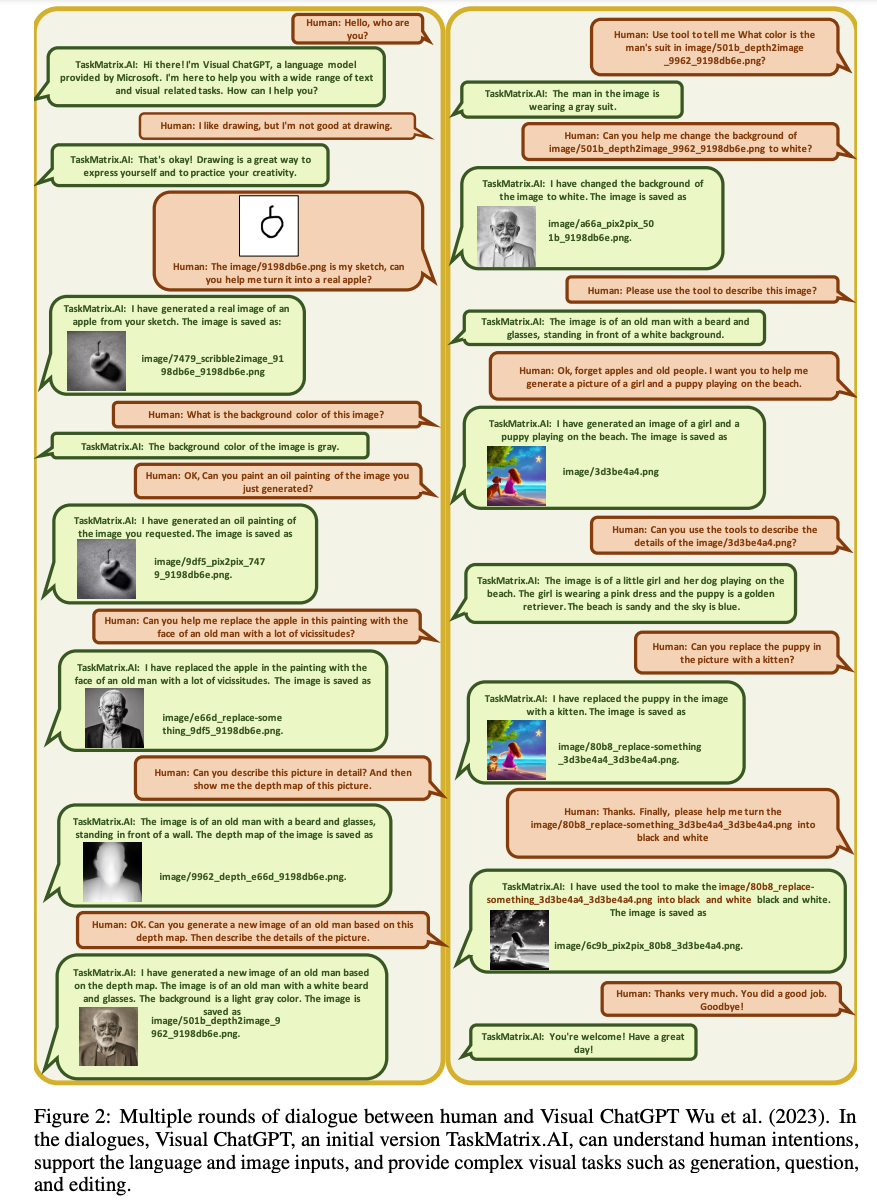 Human: Hello, who are
you?
TaskMatrix.AI: Hi there! I'm Visual ChatGPT, a language model
provided by Microsoft. I'm here to help you with a wide range of text
and visual related tasks. How can I help you?
Human: I like drawing, but I'm not good at drawing.
TaskMatrix.AI: That's okay! Drawing is a great way to
express yourself and to practice your creativity.
Human: The image/9198db6e.png is my sketch, can
you help me turn it into a real apple?
TaskMatrix.AI: I have generated a real image of an
apple from your sketch. The image is saved as:
image/7479_scribble2image_91
98db6e_9198db6e.png
Human: What is the background color of this image?
TaskMatrix.AI: The background color of the image is gray.
Human: OK, Can you paint an oil painting of the image you
just generated?
TaskMatrix.AI: I have generated an oil painting of
the image you requested. The image is saved as
image/9df5_pix2pix_747
9_9198db6e.png.
Human: Can you help me replace the apple in this painting with the
face of an old man with a lot of vicissitudes?
TaskMatrix.AI: I have replaced the apple in the painting with the
face of an old man with a lot of vicissitudes. The image is saved as
image/e66d_replace-some
thing_9df5_9198db6e.png.
Human: Can you describe this picture in detail? And then
show me the depth map of this picture.
TaskMatrix.AI: The image is of an old man with a beard and glasses,
standing in front of a wall. The depth map of the image is saved as
image/9962_depth_e66d_9198db6e.png.
Human: OK. Can you generate a new image of an old man based on this
depth map. Then describe the details of the picture.
TaskMatrix.AI: I have generated a new image of an old man based
on the depth map. The image is of an old man with a white beard
and glasses. The background is a light gray color. The image is
saved as
image/501b_depth2image_9
962_9198db6e.png.
Human: Use tool to tell me What color is the
man's suit in image/501b_depth2image
_9962_9198db6e.png?
TaskMatrix.AI: The man in the image is
wearing a gray suit.
Human: Can you help me change the background of
image/501b_depth2image_9962_9198db6e.png to white?
TaskMatrix.AI: I have changed the background of
the image to white. The image is saved as
image/a66a_pix2pix_50
1b_9198db6e.png.
Human: Please use the tool to describe this image?
TaskMatrix.AI: The image is of an old man with a beard and
glasses, standing in front of a white background.
Human: Ok, forget apples and old people. I want you to help me
generate a picture of a girl and a puppy playing on the beach.
TaskMatrix.AI: I have generated an image of a girl and a
puppy playing on the beach. The image is saved as
image/3d3be4a4.png
Human: Can you use the tools to describe the
details of the image/3d3be4a4.png?
TaskMatrix.AI: The image is of a little girl and her dog playing on the
beach. The girl is wearing a pink dress and the puppy is a golden
retriever. The beach is sandy and the sky is blue.
Human: Can you replace the puppy in
the picture with a kitten?
TaskMatrix.AI: I have replaced the puppy in the image
with a kitten. The image is saved as
image/80b8_replace-something
_3d3be4a4_3d3be4a4.png.
Human: Thanks. Finally, please help me turn the
image/80b8_replace-something_3d3be4a4_3d3be4a4.png into
black and white
TaskMatrix.AI: I have used the tool to make the image/80b8_replace-
something_3d3be4a4_3d3be4a4.png into black and white black and white.
The image is saved as
image/6c9b_pix2pix_80b8_3d3be4a4.png.
Human: Thanks very much. You did a good job.
Goodbye!
TaskMatrix.AI: You're welcome! Have a great
day!
Figure 2: Multiple rounds of dialogue between human and Visual ChatGPT Wu et al. (2023). In
the dialogues, Visual ChatGPT, an initial version TaskMatrix.AI, can understand human intentions,
support the language and image inputs, and provide complex visual tasks such as generation, question,
and editing.